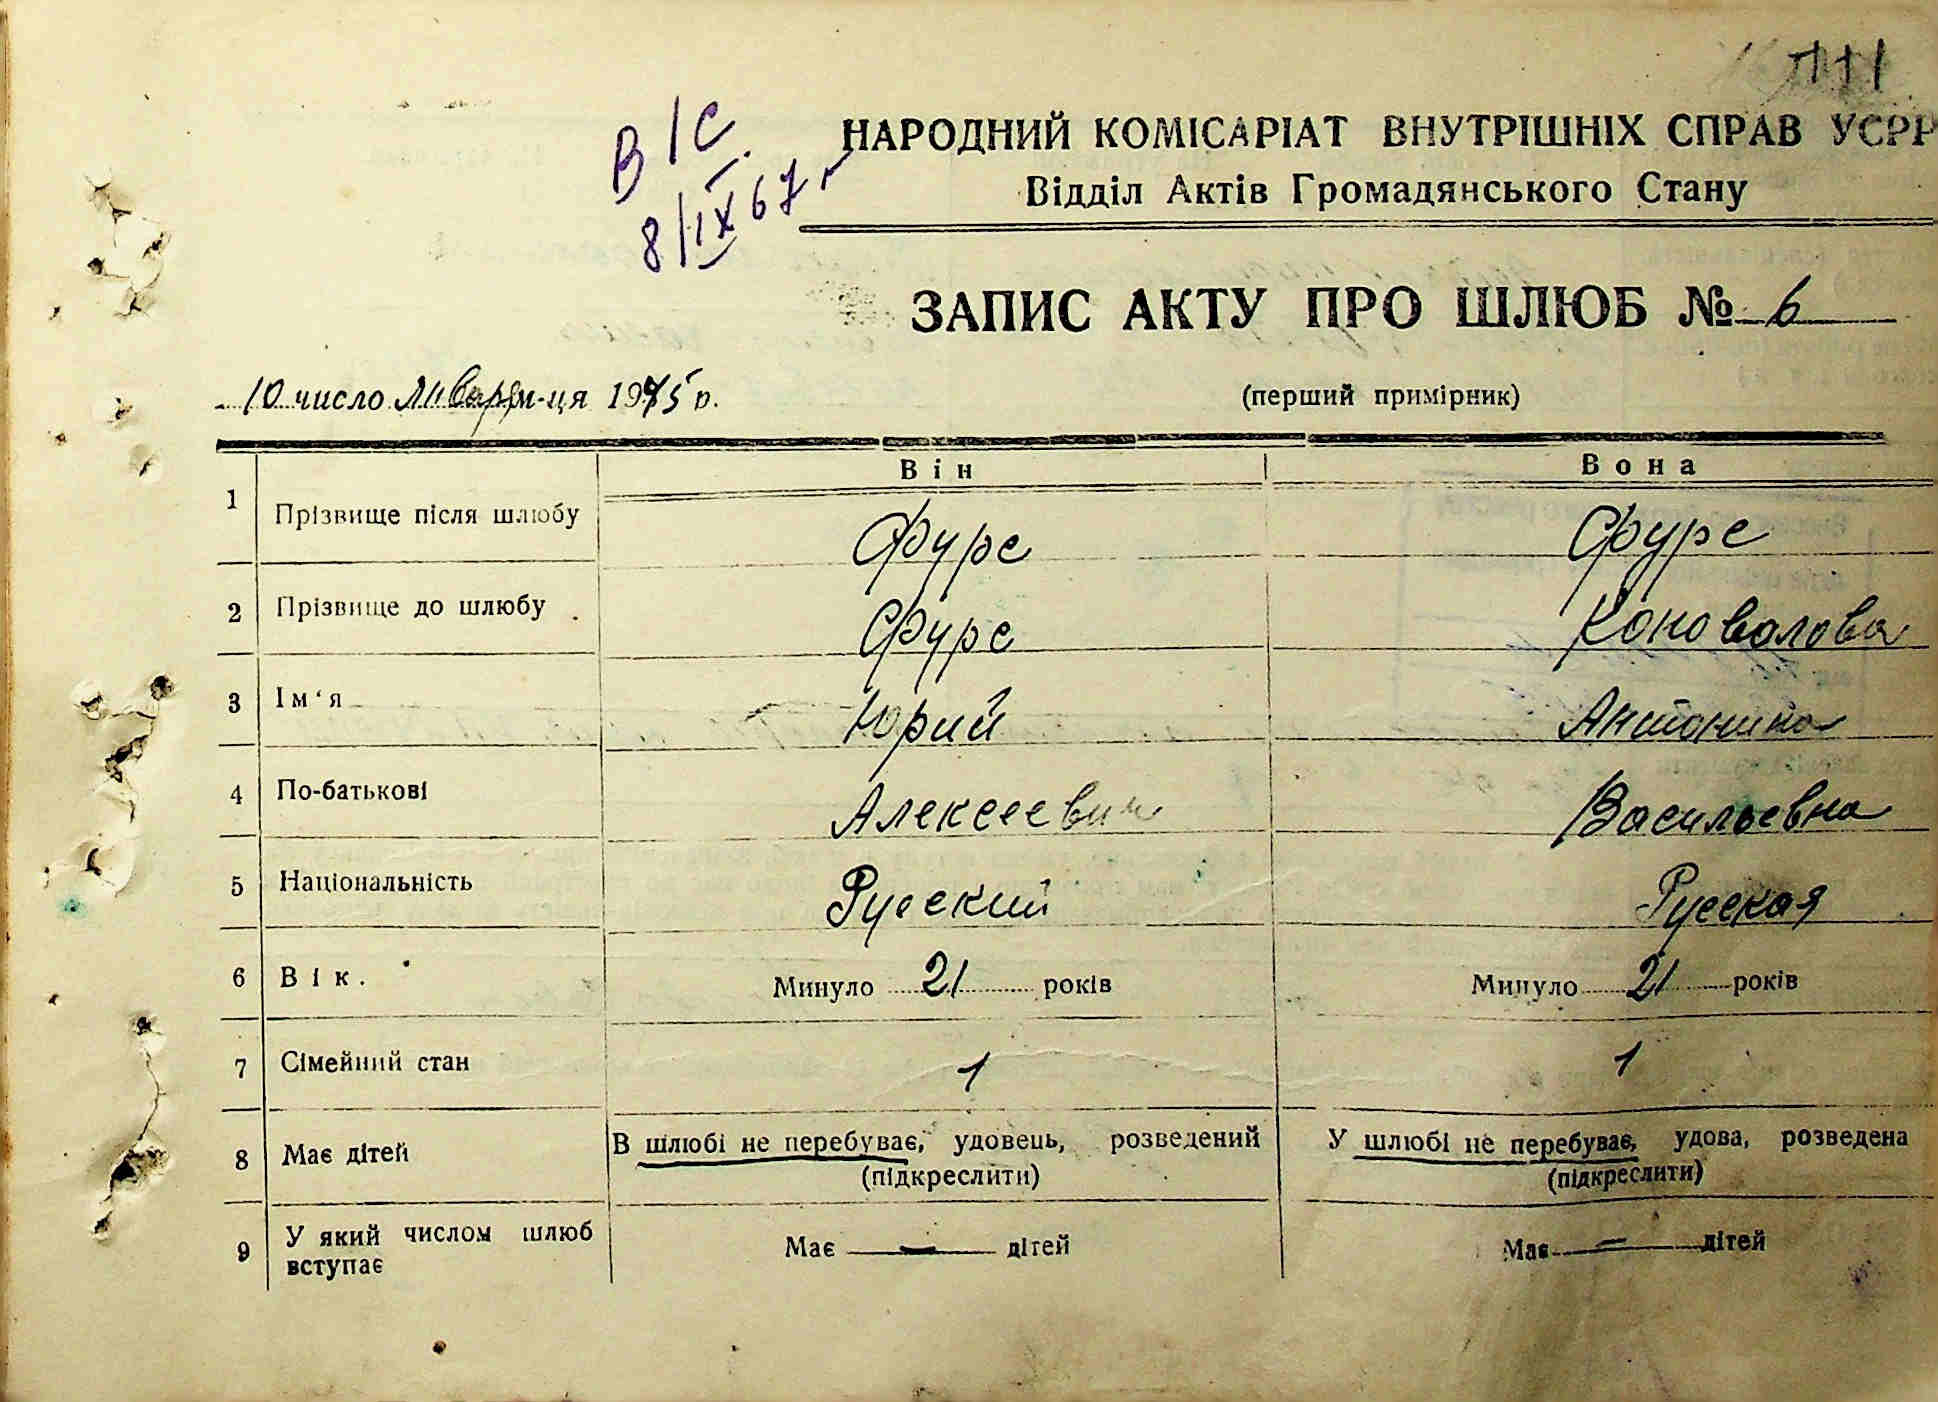 В/С
8/IX 67 г
НАРОДНИЙ КОМІСАРІАТ ВНУТРІШНІХ СПРАВ УСРР
Відділ Актів Громадянського Стану
ЗАПИС АКТУ ПРО ШЛЮБ № 6
10 число января м-ця 1945 р.
(перший примірник)
Він Вона
1 Прізвище після шлюбу Фурс Фурс
2 Прізвище до шлюбу Фурс Коновалова
3 Ім'я Юрий Антонина
4 По-батькові Алексеевич Васильевна
5 Національність Русский Русская
6 Вік. Минуло 21 років Минуло 21 років
7 Сімейний стан 1 1
8 Має дітей В шлюбі не перебуває, удовець, розведений У шлюбі не перебуває, удова, розведена
(підкреслити) (підкреслити)
9 У який числом шлюб Має — дітей Має — дітей
вступає